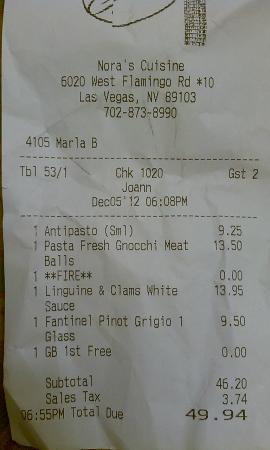 Nora's Cuisine
6020 West Flamingo Rd *10
Las Vegas, NV 89103
702-873-8990
4105 Marla B
Tbl 53/1 Chk 1020 Gst 2
Joann
Dec05'12 06:08PM
1 Antipasto (Sml) 9.25
1 Pasta Fresh Gnocchi Meat 13.50
Balls
1 **FIRE** 0.00
1 Linguine & Clams White 13.95
Sauce
1 Fantinel Pinot Grigio 1 9.50
Glass
1 GB 1st Free 0.00
Subtotal 46.20
Sales Tax 3.74
06:55PM Total Due 49.94